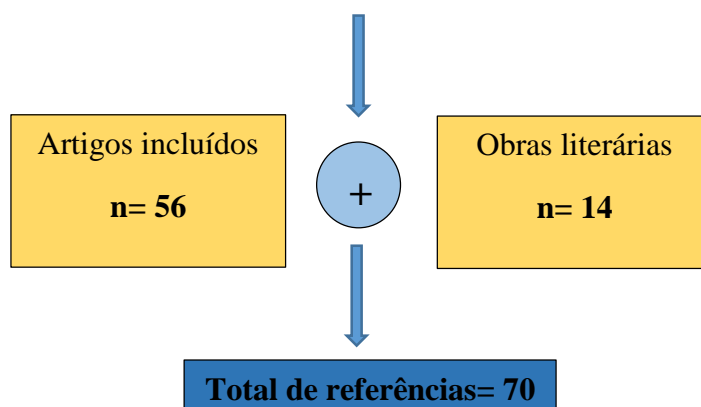 Artigos incluídos
n= 56
+
Obras literárias
n= 14
Total de referências= 70